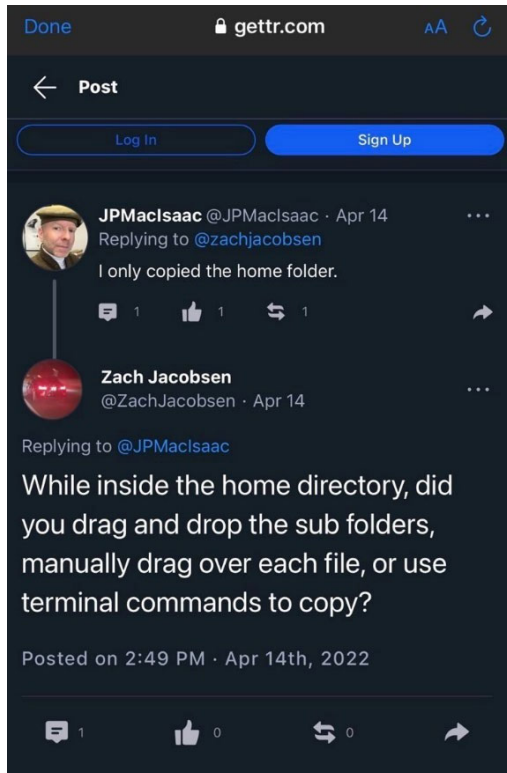 Done gettr.com AA
Post
Log In Sign Up
JPMacIsaac @JPMacIsaac · Apr 14
Replying to @zachjacobsen
I only copied the home folder.
1 1 1
Zach Jacobsen
@ZachJacobsen · Apr 14
Replying to @JPMacIsaac
While inside the home directory, did
you drag and drop the sub folders,
manually drag over each file, or use
terminal commands to copy?
Posted on 2:49 PM · Apr 14th, 2022
1 0 0